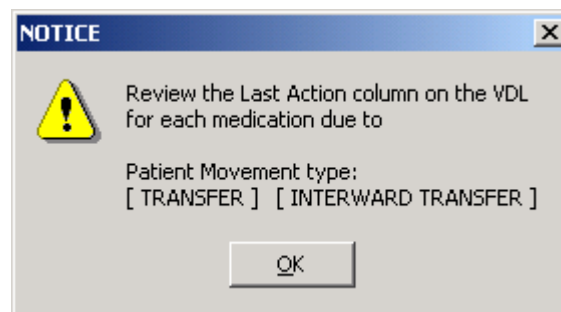 NOTICE
Review the Last Action column on the VDL
for each medication due to
Patient Movement type:
[ TRANSFER ] [ INTERWARD TRANSFER ]
OK